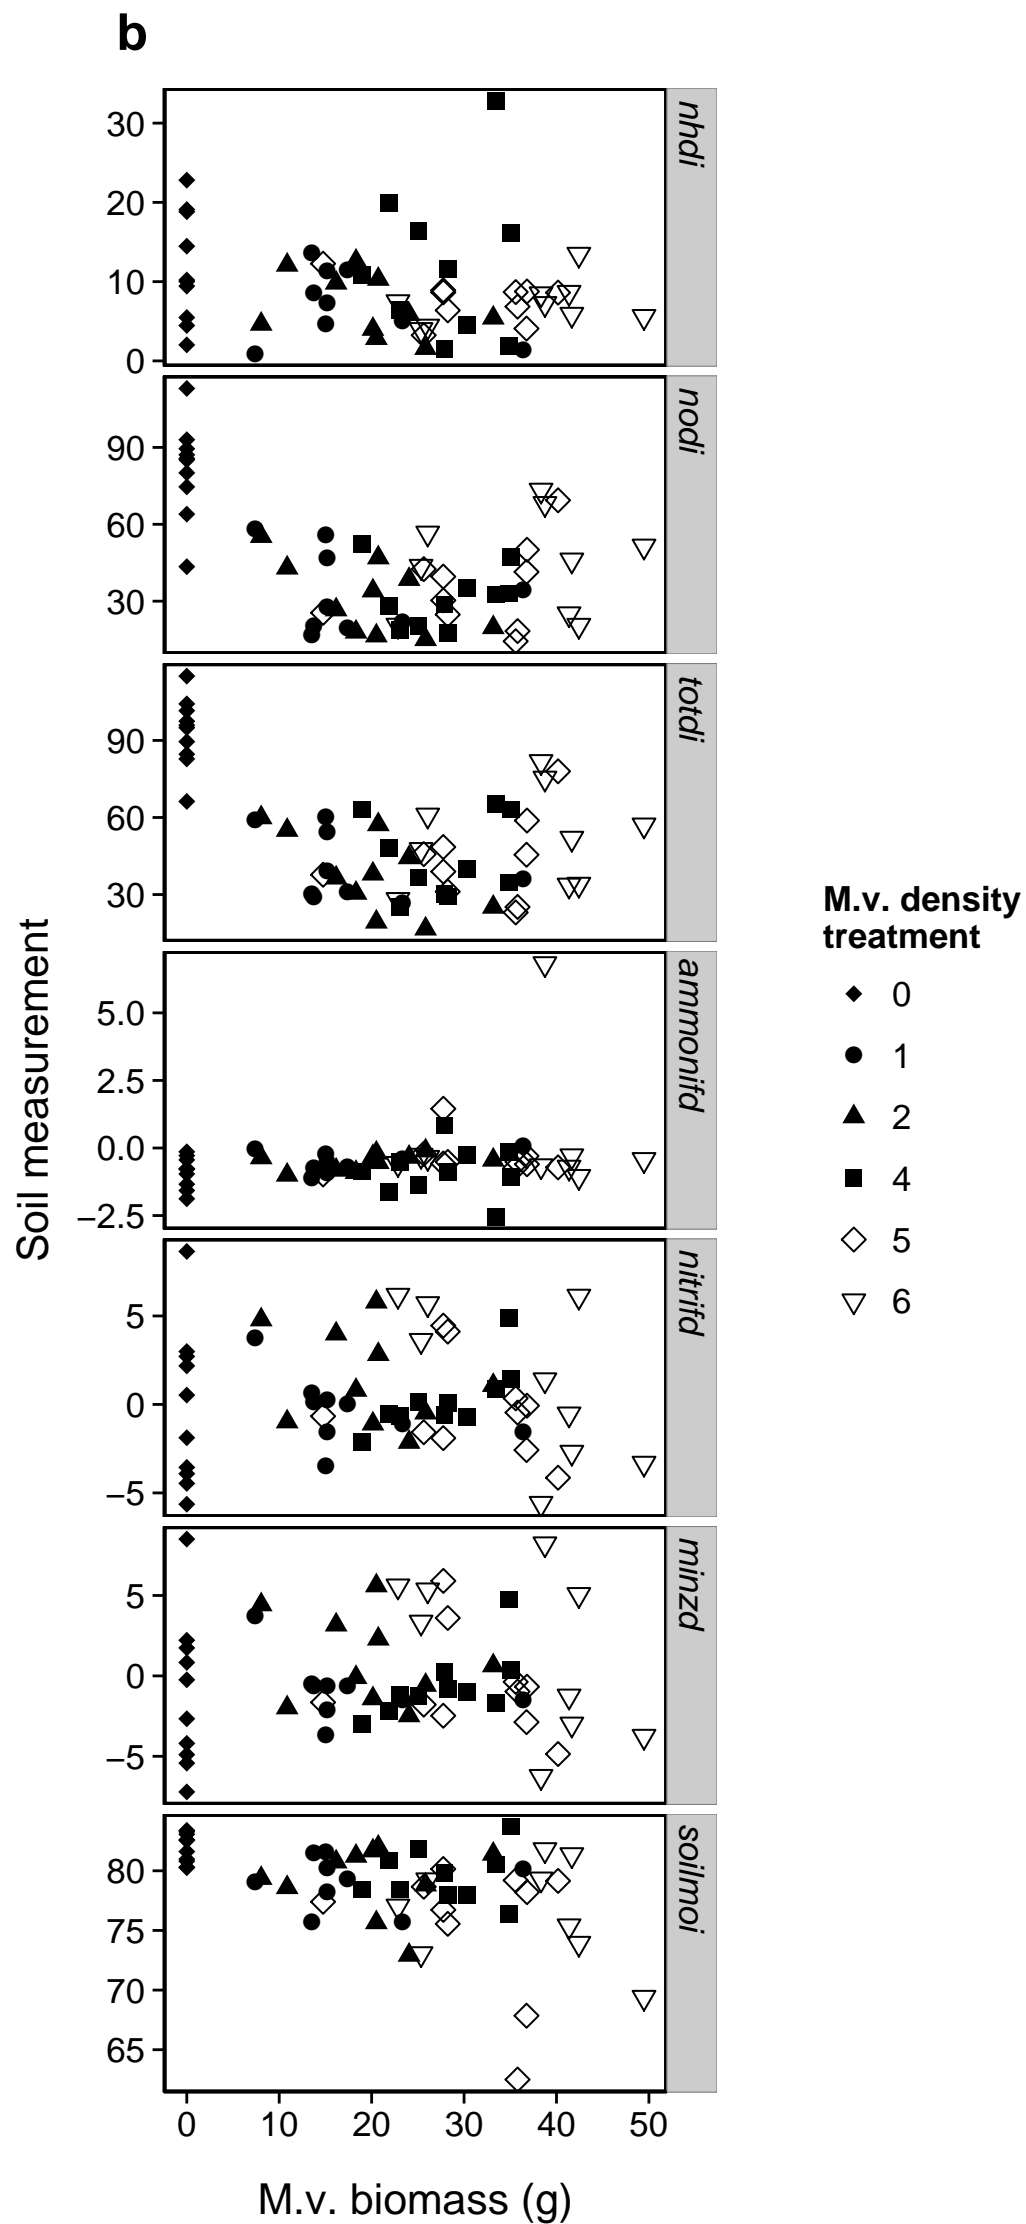 b
30
20
10
0
nhdi
90
60
30
nodi
90
60
30
totdi
5.0
2.5
0.0
−2.5
ammonifd
5
0
−5
nitrifd
5
0
−5
minzd
80
75
70
65
soilmoi
0 10 20 30 40 50
M.v. biomass (g)
Soil measurement
M.v. density
treatment
0
1
2
4
5
6